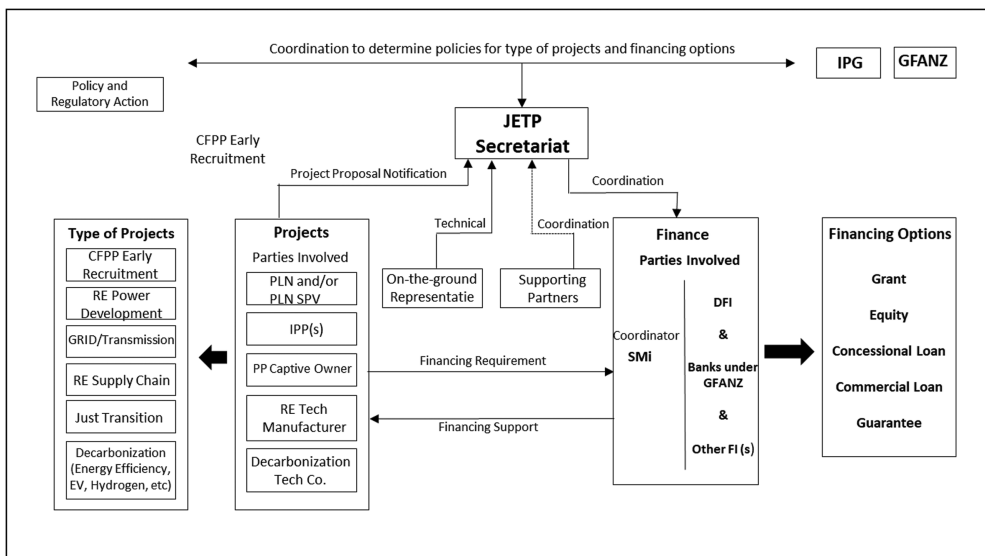 Coordination to determine policies for type of projects and financing options
IPG
GFANZ
Policy and
Regulatory Action
JETP
Secretariat
CFPP Early
Recruitment
Project Proposal Notification
Coordination
Technical
Coordination
On-the-ground
Representatie
Supporting
Partners
Type of Projects
CFPP Early
Recruitment
RE Power
Development
GRID/Transmission
RE Supply Chain
Just Transition
Decarbonization
(Energy Efficiency,
EV, Hydrogen, etc)
Projects
Parties Involved
PLN and/or
PLN SPV
IPP(s)
PP Captive Owner
RE Tech
Manufacturer
Decarbonization
Tech Co.
Financing Requirement
Financing Support
Finance
Parties Involved
Coordinator
SMi
DFI
&
Banks under
GFANZ
&
Other FI (s)
Financing Options
Grant
Equity
Concessional Loan
Commercial Loan
Guarantee